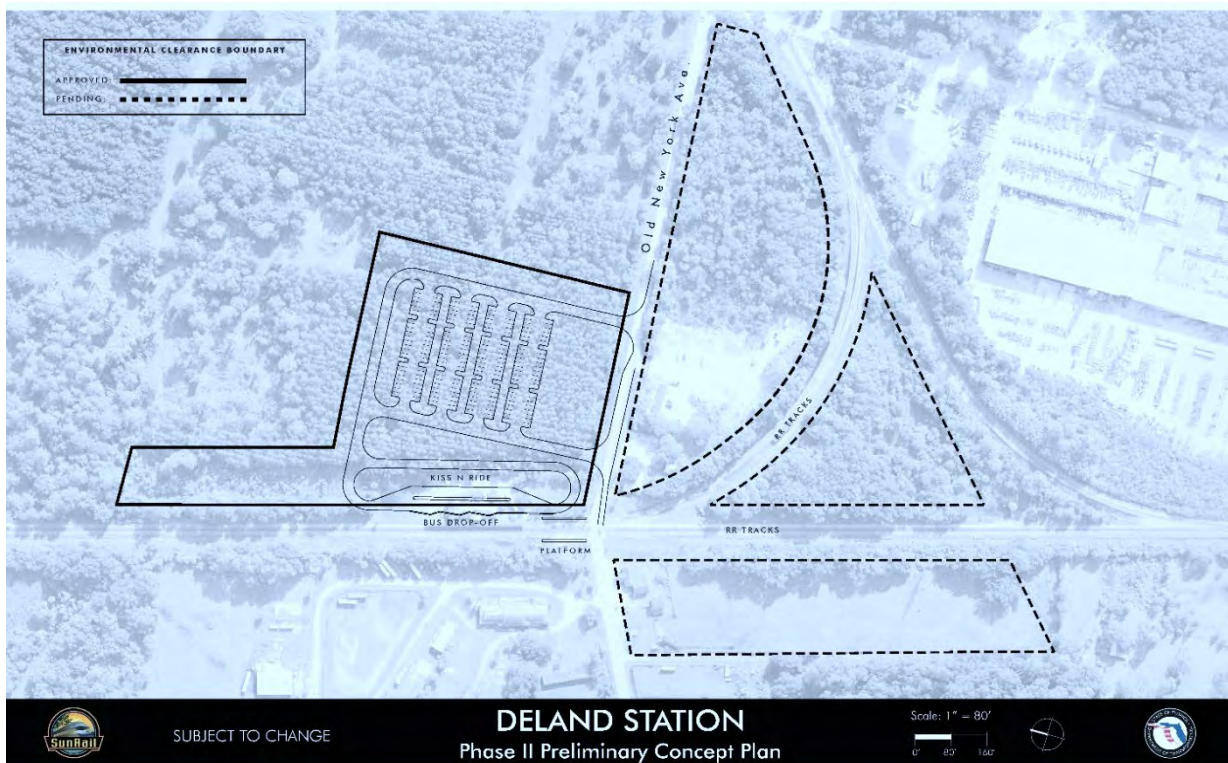 ENVIRONMENTAL CLEARANCE BOUNDARY
APPROVED:
PENDING:
Old New York Ave.
RR TRACKS
KISS N RIDE
BUS DROP-OFF
RR TRACKS
PLATFORM
SunRail
SUBJECT TO CHANGE
DELAND STATION
Phase II Preliminary Concept Plan
Scale: 1" = 80'
0' 80' 160'